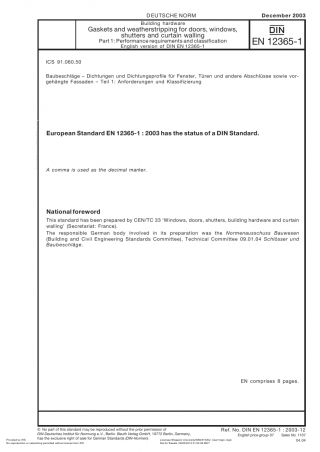 DEUTSCHE NORM
December 2003
Building hardware
Gaskets and weatherstripping for doors, windows,
shutters and curtain walling
Part 1: Performance requirements and classification
English version of DIN EN 12365-1
DIN
EN 12365-1
ICS 91.060.50
Baubeschläge – Dichtungen und Dichtungsprofile für Fenster, Türen und andere Abschlüsse sowie vor-
gehängte Fassaden – Teil 1: Anforderungen und Klassifizierung
European Standard EN 12365-1 : 2003 has the status of a DIN Standard.
A comma is used as the decimal marker.
National foreword
This standard has been prepared by CEN/TC 33 ‘Windows, doors, shutters, building hardware and curtain
walling’ (Secretariat: France).
The responsible German body involved in its preparation was the Normenausschuss Bauwesen
(Building and Civil Engineering Standards Committee), Technical Committee 09.01.04 Schlösser und
Baubeschläge.
EN comprises 8 pages.
© No part of this standard may be reproduced without the prior permission of
DIN Deutsches Institut für Normung e.V., Berlin. Beuth Verlag GmbH, 10772 Berlin, Germany,
has the exclusive right of sale for German Standards (DIN-Normen).
Ref. No. DIN EN 12365-1 : 2003-12
English price group 07 Sales No. 1107
04.04